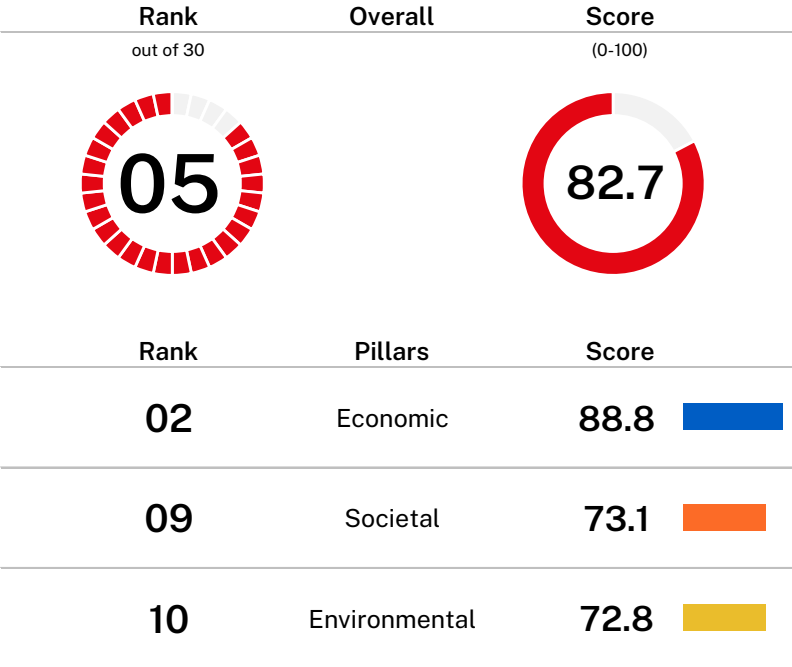 Rank Overall Score
out of 30 (0-100)
05 82.7
Rank Pillars Score
02 Economic 88.8
09 Societal 73.1
10 Environmental 72.8